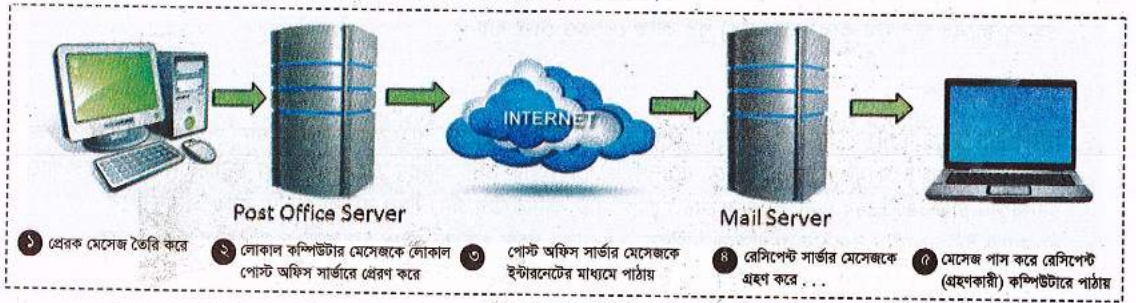 INTERNET
Post Office Server
Mail Server
১ প্রেরক মেসেজ তৈরি করে
২ লোকাল কম্পিউটার মেসেজকে লোকাল
পোস্ট অফিস সার্ভারে প্রেরণ করে
৩ পোস্ট অফিস সার্ভার মেসেজকে
ইন্টারনেটের মাধ্যমে পাঠায়
৪ রেসিপেন্ট সার্ভার মেসেজকে
গ্রহণ করে . . .
৫ মেসেজ পাস করে রেসিপেন্ট
(গ্রহণকারী) কম্পিউটারে পাঠায়